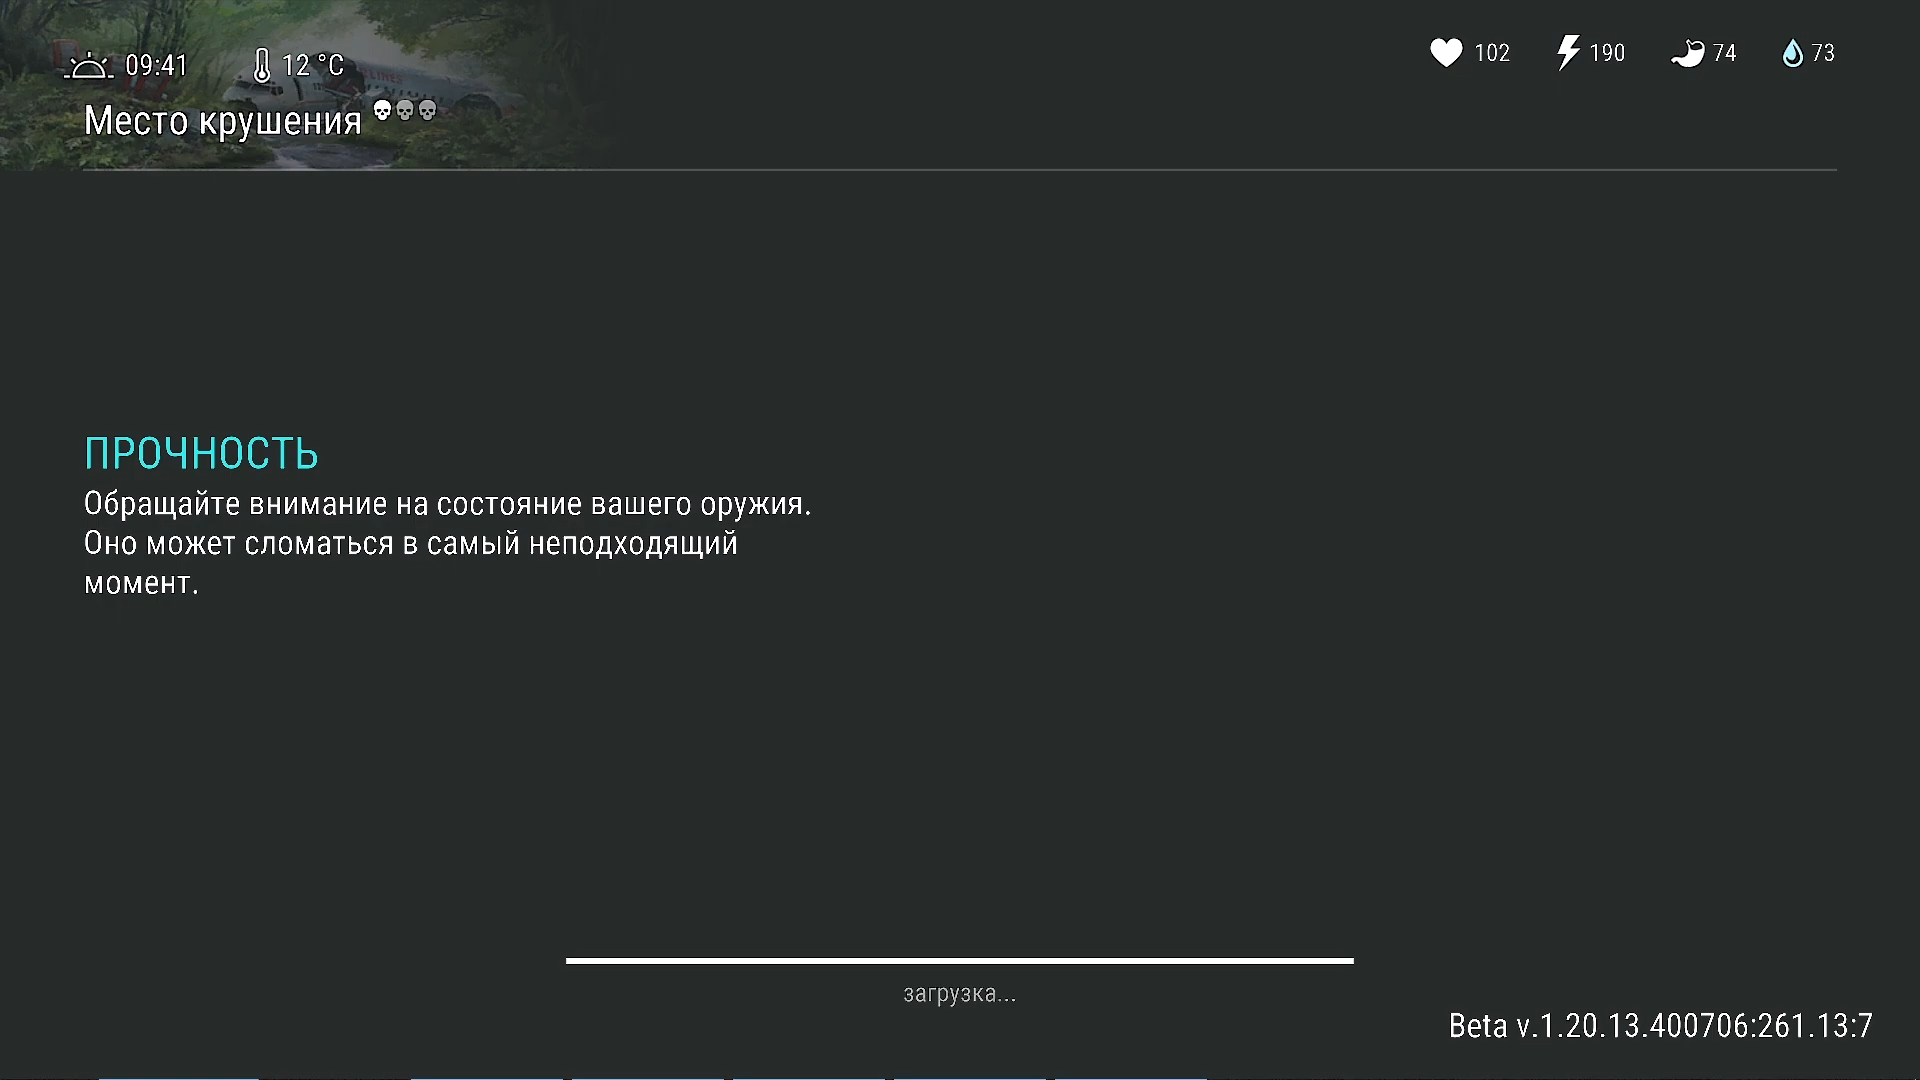 09:41 12 °C 102 190 74 73
LINES
Место крушения
ПРОЧНОСТЬ
Обращайте внимание на состояние вашего оружия.
Оно может сломаться в самый неподходящий
момент.
загрузка...
Beta v.1.20.13.400706:261.13:7